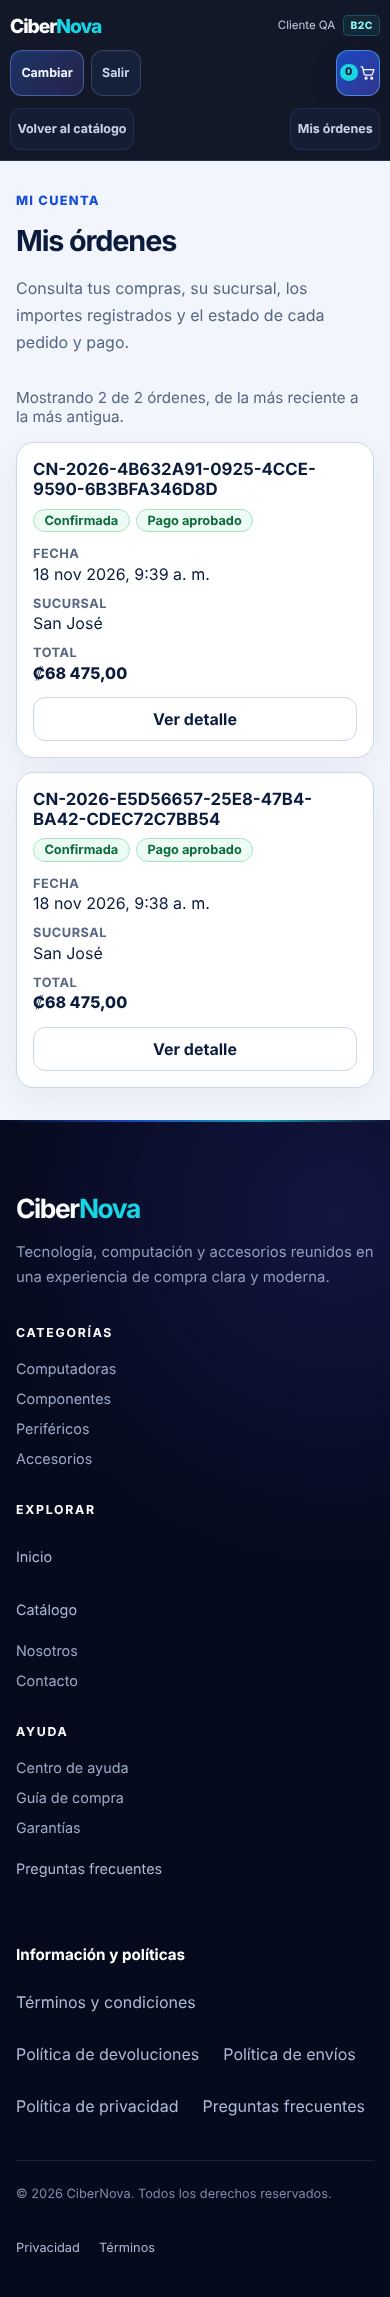 CiberNova
Cliente QA B2C
Cambiar Salir 0
Volver al catálogo Mis órdenes
MI CUENTA
Mis órdenes
Consulta tus compras, su sucursal, los
importes registrados y el estado de cada
pedido y pago.
Mostrando 2 de 2 órdenes, de la más reciente a
la más antigua.
CN-2026-4B632A91-0925-4CCE-
9590-6B3BFA346D8D
Confirmada Pago aprobado
FECHA
18 nov 2026, 9:39 a. m.
SUCURSAL
San José
TOTAL
₡68 475,00
Ver detalle
CN-2026-E5D56657-25E8-47B4-
BA42-CDEC72C7BB54
Confirmada Pago aprobado
FECHA
18 nov 2026, 9:38 a. m.
SUCURSAL
San José
TOTAL
₡68 475,00
Ver detalle
CiberNova
Tecnología, computación y accesorios reunidos en
una experiencia de compra clara y moderna.
CATEGORÍAS
Computadoras
Componentes
Periféricos
Accesorios
EXPLORAR
Inicio
Catálogo
Nosotros
Contacto
AYUDA
Centro de ayuda
Guía de compra
Garantías
Preguntas frecuentes
Información y políticas
Términos y condiciones
Política de devoluciones Política de envíos
Política de privacidad Preguntas frecuentes
© 2026 CiberNova. Todos los derechos reservados.
Privacidad Términos